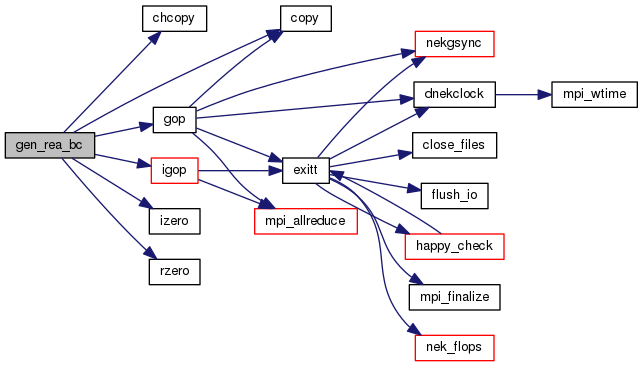 gen_rea_bc
chcopy
copy
gop
igop
izero
rzero
exitt
mpi_allreduce
nekgsync
dnekclock
mpi_wtime
close_files
flush_io
happy_check
mpi_finalize
nek_flops